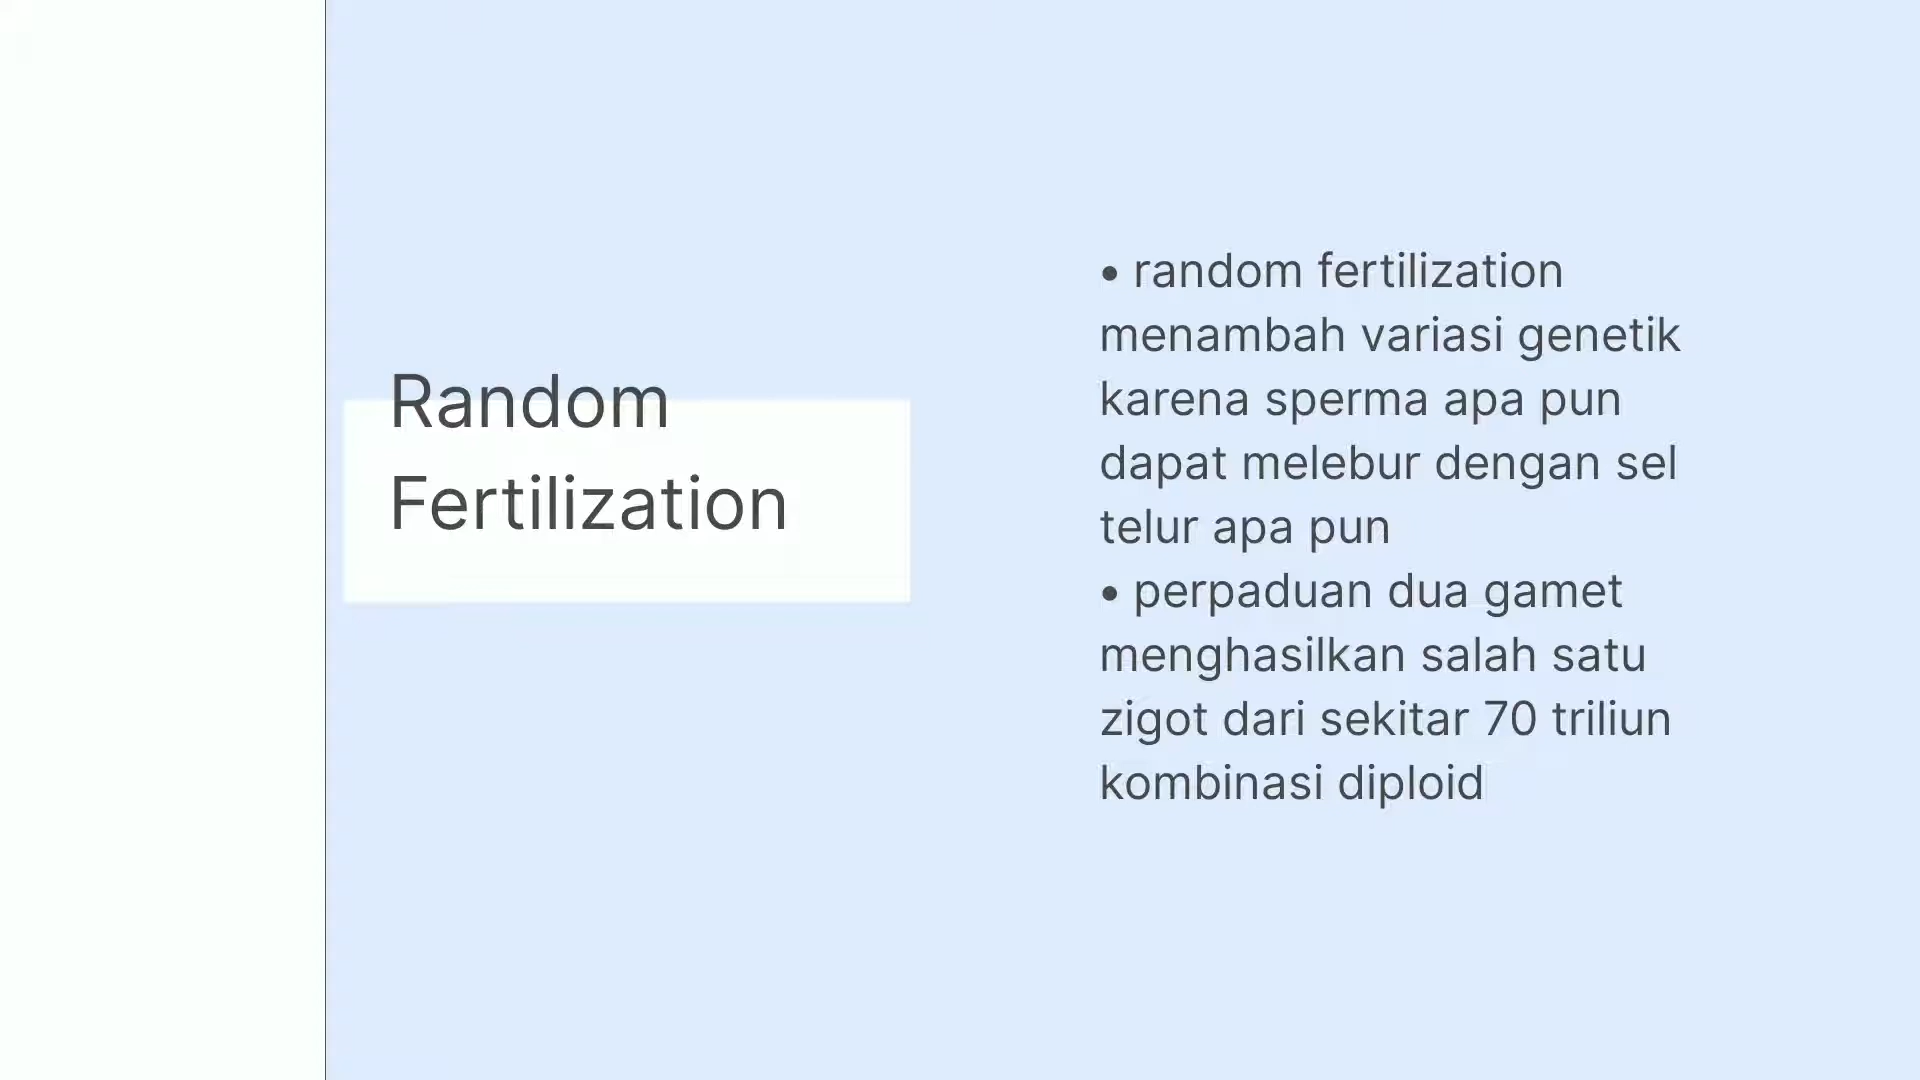 Random
Fertilization
• random fertilization
menambah variasi genetik
karena sperma apa pun
dapat melebur dengan sel
telur apa pun
• perpaduan dua gamet
menghasilkan salah satu
zigot dari sekitar 70 triliun
kombinasi diploid